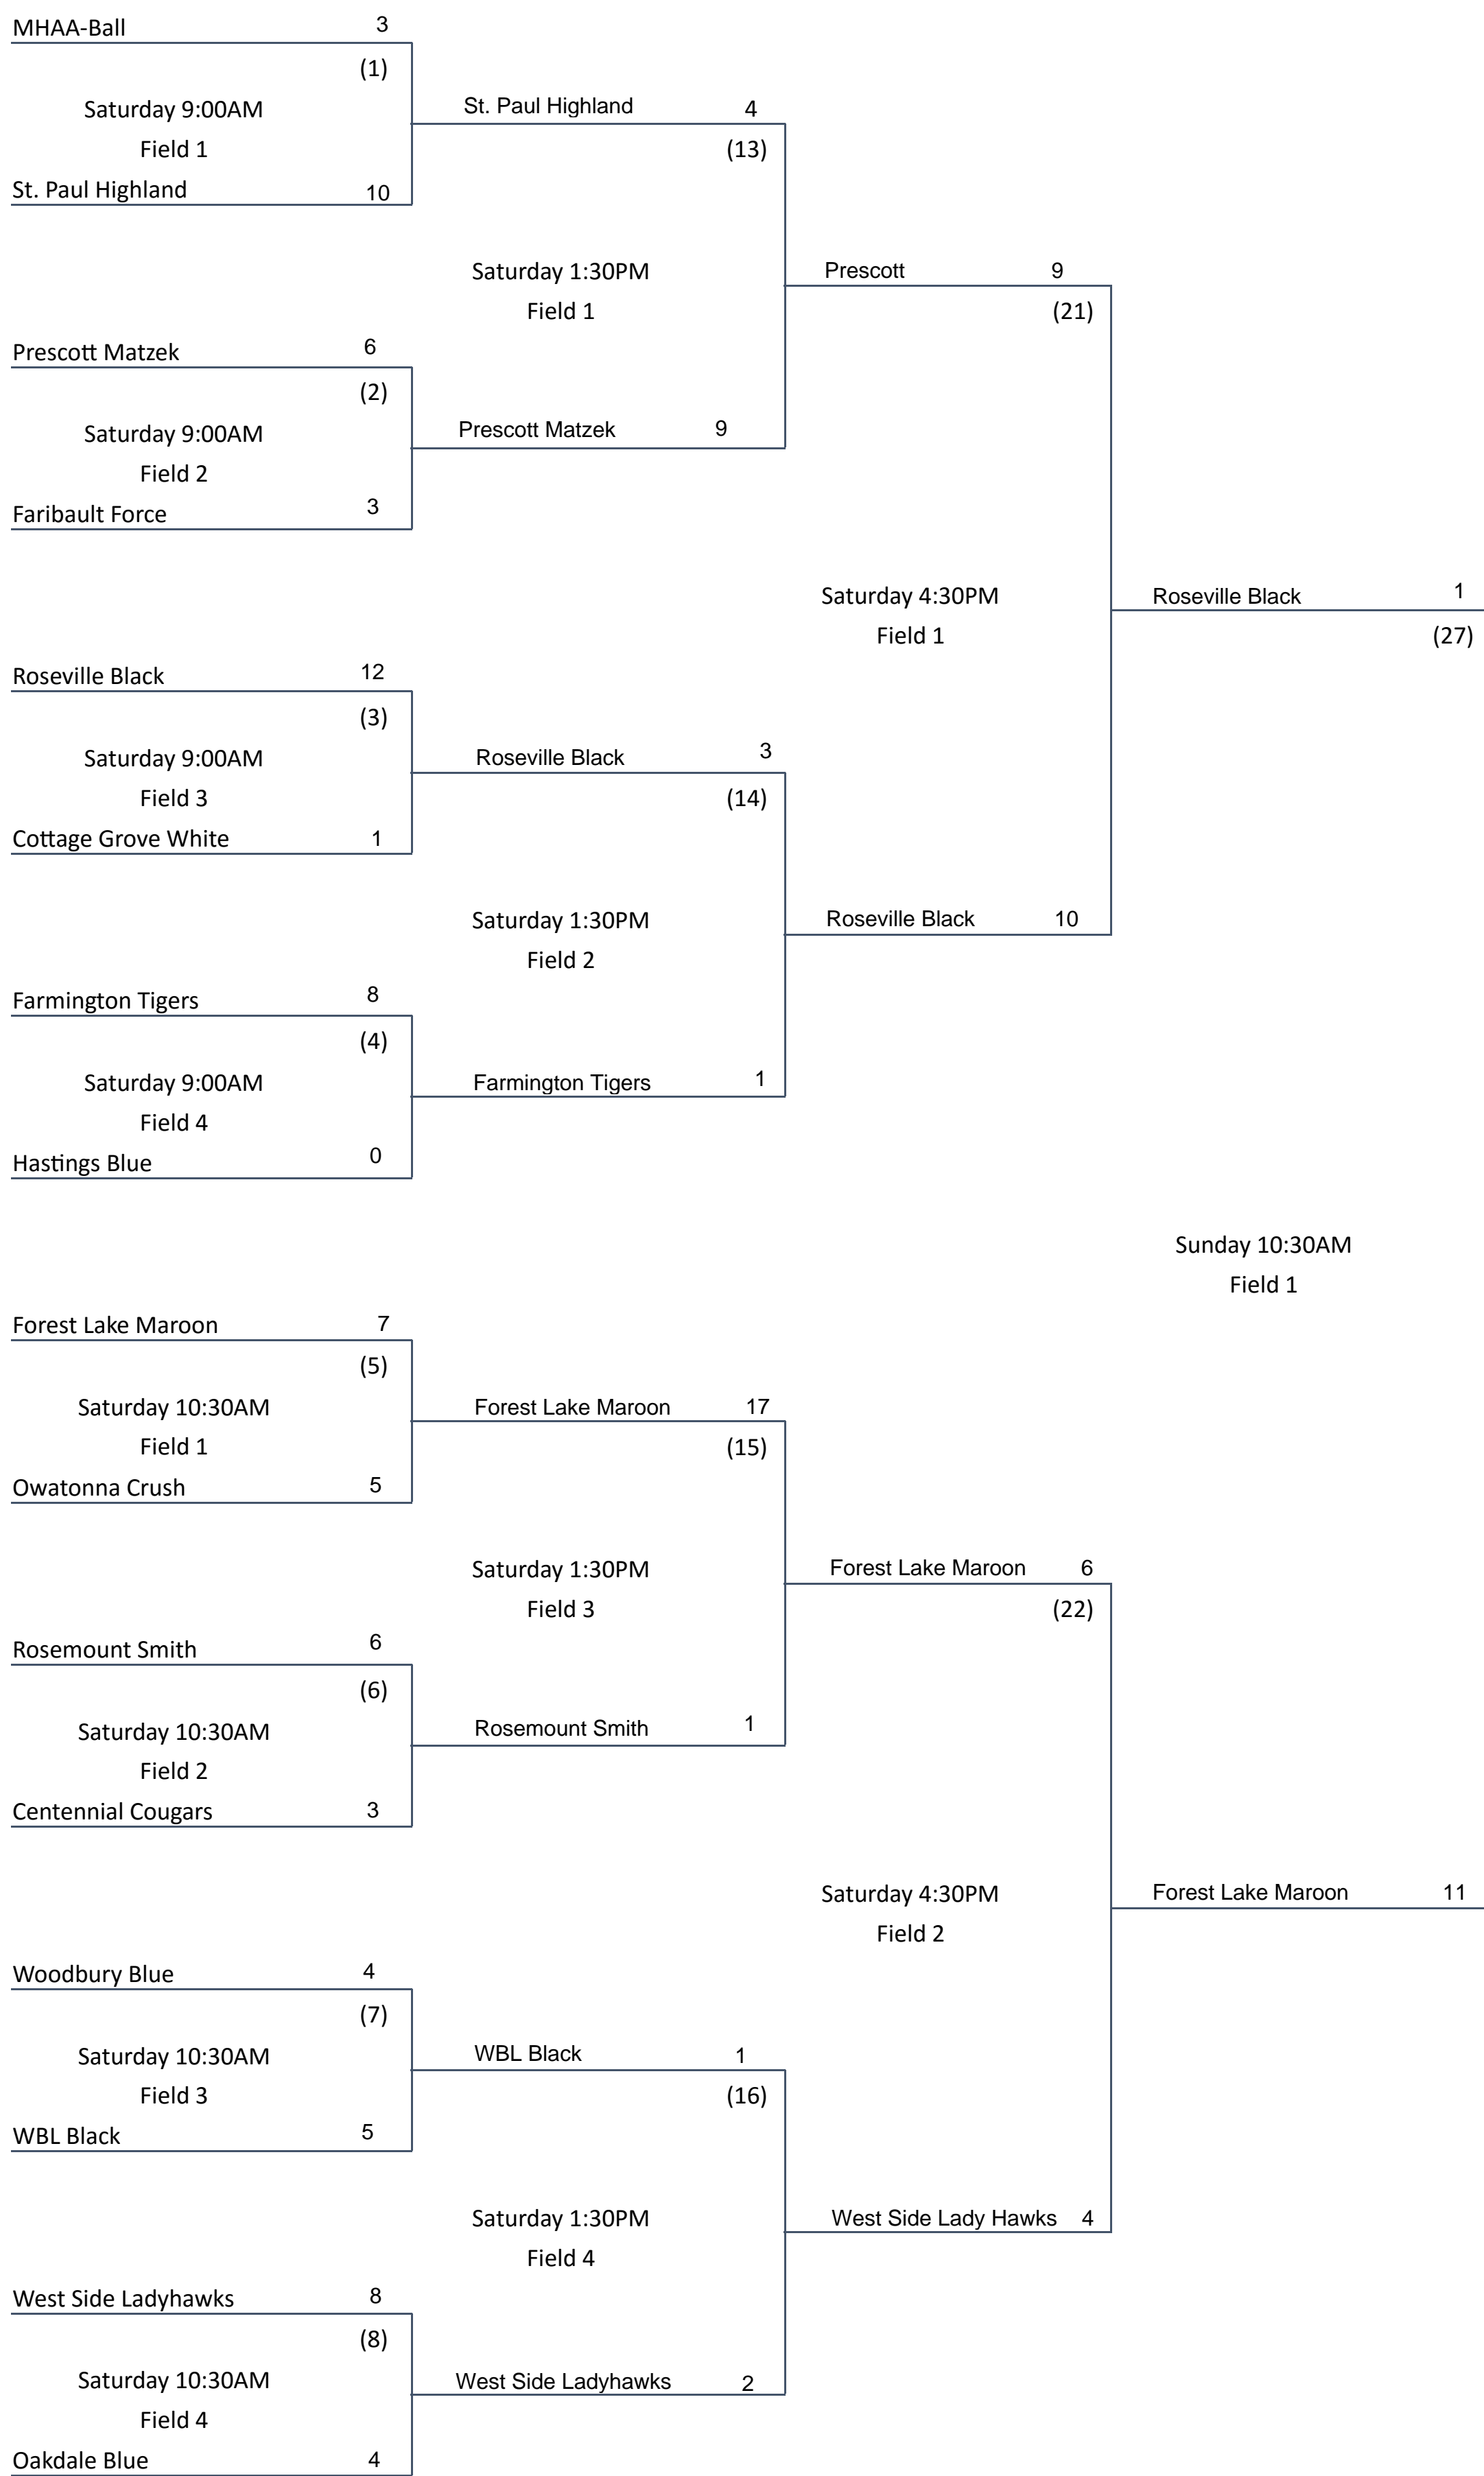 MHAA-Ball 3
(1)
Saturday 9:00AM
St. Paul Highland 4
Field 1
(13)
St. Paul Highland 10
Saturday 1:30PM
Prescott 9
Field 1
(21)
Prescott Matzek 6
(2)
Saturday 9:00AM
Prescott Matzek 9
Field 2
Faribault Force 3
Saturday 4:30PM
Roseville Black 1
Field 1
(27)
Roseville Black 12
(3)
Saturday 9:00AM
Roseville Black 3
Field 3
(14)
Cottage Grove White 1
Saturday 1:30PM
Roseville Black 10
Field 2
Farmington Tigers 8
(4)
Saturday 9:00AM
Farmington Tigers 1
Field 4
Hastings Blue 0
Sunday 10:30AM
Field 1
Forest Lake Maroon 7
(5)
Saturday 10:30AM
Forest Lake Maroon 17
Field 1
(15)
Owatonna Crush 5
Saturday 1:30PM
Forest Lake Maroon 6
Field 3
(22)
Rosemount Smith 6
(6)
Saturday 10:30AM
Rosemount Smith 1
Field 2
Centennial Cougars 3
Saturday 4:30PM
Forest Lake Maroon 11
Field 2
Woodbury Blue 4
(7)
Saturday 10:30AM
WBL Black 1
Field 3
(16)
WBL Black 5
Saturday 1:30PM
West Side Lady Hawks 4
Field 4
West Side Ladyhawks 8
(8)
Saturday 10:30AM
West Side Ladyhawks 2
Field 4
Oakdale Blue 4